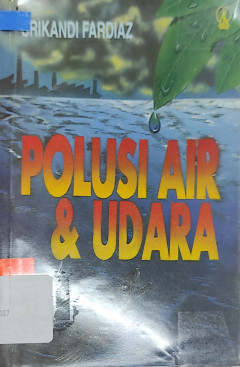 SRIKANDI FARDIAZ
POLUSI AIR
& UDARA